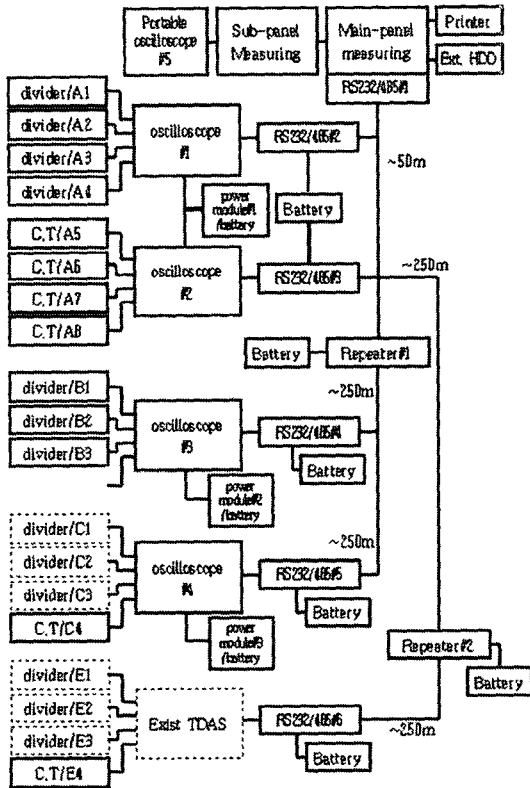 Portable
oscilloscope
#5
Sub-panel
Measuring
Main-panel
measuring
RS232/485#1
Printer
Ext. HDD
divider/A1
divider/A2
divider/A3
divider/A4
oscilloscope
#1
RS232/485#2
~50m
power
module#1
/battery
Battery
C.T/A5
C.T/A6
C.T/A7
C.T/A8
oscilloscope
#2
RS232/485#3
~250m
Battery
Repeater#1
~250m
divider/B1
divider/B2
divider/B3
oscilloscope
#3
RS232/485#4
Battery
power
module#2
/battery
~250m
divider/C1
divider/C2
divider/C3
C.T/C4
oscilloscope
#4
RS232/485#5
Battery
power
module#3
/battery
Repeater#2
Battery
divider/E1
divider/E2
divider/E3
C.T/E4
Exist TDAS
RS232/485#6
~250m
Battery